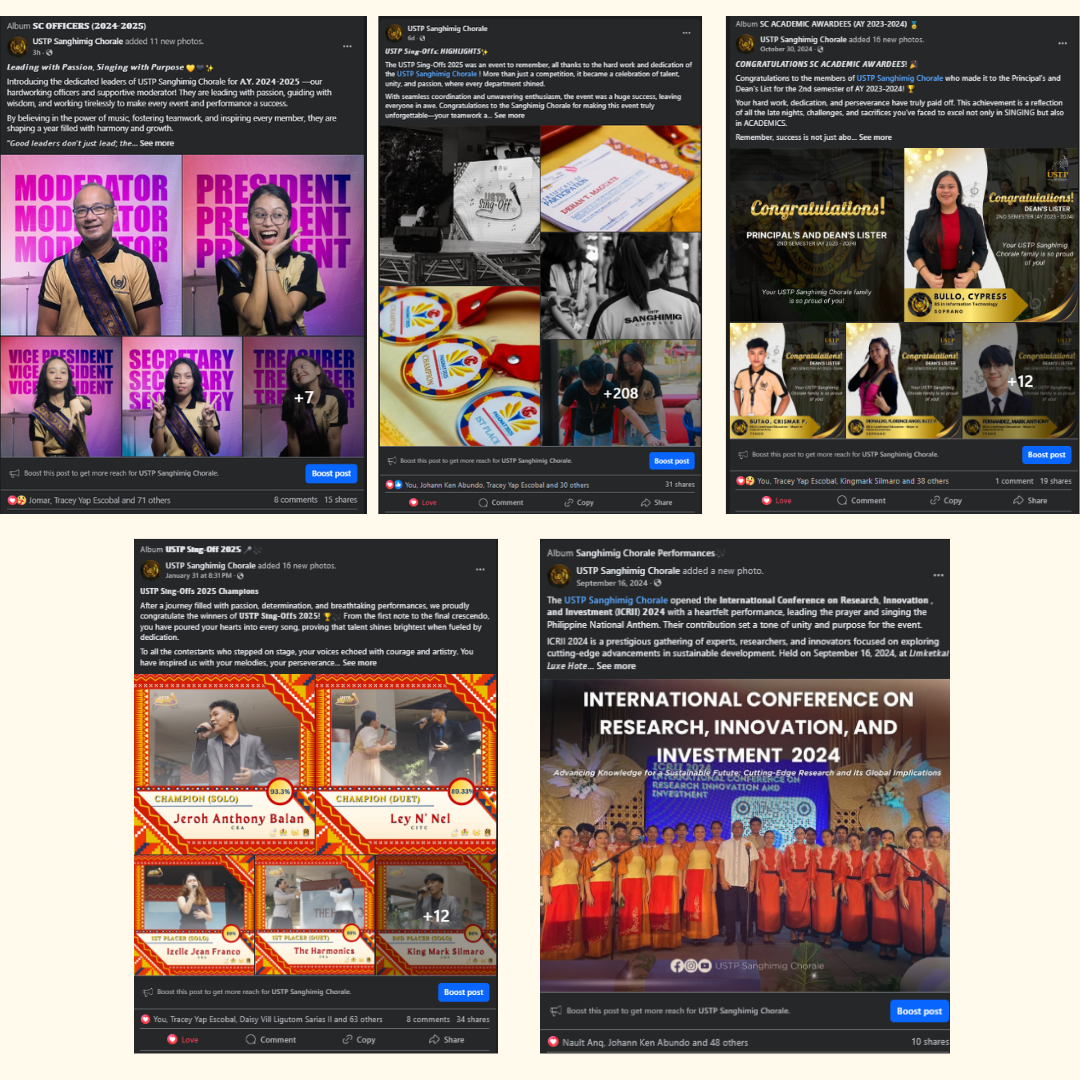 Album SC OFFICERS (2024-2025)
USTP Sanghimig Chorale added 11 new photos.
3h ·
Leading with Passion, Singing with Purpose 💛🖤✨
Introducing the dedicated leaders of USTP Sanghimig Chorale for AY. 2024-2025 —our
hardworking officers and supportive moderator! They are leading with passion, guiding with
wisdom, and working tirelessly to make every event and performance a success.
By believing in the power of music, fostering teamwork, and inspiring every member, they are
shaping a year filled with harmony and growth.
"Good leaders don't just lead; the... See more
MODERATOR
MODERATOR
MODERATOR
PRESIDENT
PRESIDENT
PRESIDENT
VICE PRESIDENT
VICE PRESIDENT
VICE PRESIDENT
SECRETARY
SECRETARY
SECRETARY
TREASURER
TREASURER
TREASURER
+7
Boost this post to get more reach for USTP Sanghimig Chorale.
Boost post
Jomar, Tracey Yap Escobal and 71 others
8 comments 15 shares
USTP Sanghimig Chorale
6d ·
USTP Sing-Offs: HIGHLIGHTS✨
The USTP Sing-Offs 2025 was an event to remember, all thanks to the hard work and dedication of
the USTP Sanghimig Chorale ! More than just a competition, it became a celebration of talent,
unity, and passion, where every department shined.
With seamless coordination and unwavering enthusiasm, the event was a huge success, leaving
everyone in awe. Congratulations to the Sanghimig Chorale for making this event truly
unforgettable—your teamwork a... See more
USTP
Sing-Off
CERTIFICATE OF
PARTICIPATION
DEHAN T. MAGUATE
SANGHIMIG
CHORALE
CHAMPION
1ST PLACE
+208
Boost this post to get more reach for USTP Sanghimig Chorale.
Boost post
You, Johann Ken Abundo, Tracey Yap Escobal and 30 others
31 shares
Love Comment Copy Share
Album SC ACADEMIC AWARDEES (AY 2023-2024) 🏅
USTP Sanghimig Chorale added 16 new photos.
October 30, 2024 ·
CONGRATULATIONS SC ACADEMIC AWARDEES! 🎉
Congratulations to the members of USTP Sanghimig Chorale who made it to the Principal's and
Dean's List for the 2nd semester of AY 2023-2024! 🏆
Your hard work, dedication, and perseverance have truly paid off. This achievement is a reflection
of all the late nights, challenges, and sacrifices you've faced to excel not only in SINGING but also
in ACADEMICS.
Remember, success is not just abo... See more
Congratulations!
PRINCIPAL'S AND DEAN'S LISTER
2ND SEMESTER (AY 2023 - 2024)
Your USTP Sanghimig Chorale family
is so proud of you!
USTP
Congratulations!
DEAN'S LISTER
2ND SEMESTER (AY 2023 - 2024)
Your USTP Sanghimig
Chorale family is so proud
of you!
BULLO, CYPRESS
BS in Information Technology
SOPRANO
Congratulations!
BUTAO, CRISMAE P.
Congratulations!
Congratulations!
FERNANDEZ, MARK ANTHONY
+12
Boost this post to get more reach for USTP Sanghimig Chorale.
Boost post
You, Tracey Yap Escobal, Kingmark Silmaro and 38 others
1 comment 19 shares
Love Comment Copy Share
Album USTP Sing-Off 2025 🎤
USTP Sanghimig Chorale added 16 new photos.
January 31 at 8:31 PM ·
USTP Sing-Offs 2025 Champions
After a journey filled with passion, determination, and breathtaking performances, we proudly
congratulate the winners of USTP Sing-Offs 2025! 🏆 From the first note to the final crescendo,
you have poured your hearts into every song, proving that talent shines brightest when fueled by
dedication.
To all the contestants who stepped on stage, your voices echoed with courage and artistry. You
have inspired us with your melodies, your perseverance... See more
CHAMPION (SOLO)
93.3%
Jeroh Anthony Balan
CEA
CHAMPION (DUET)
89.33%
Ley N' Nel
CITC
1ST PLACER (SOLO)
Izelle Jean Franco
1ST PLACER (DUET)
The Harmonics
2ND PLACER (SOLO)
King Mark Silmaro
+12
Boost this post to get more reach for USTP Sanghimig Chorale.
Boost post
You, Tracey Yap Escobal, Daisy Vill Ligutom Sarias II and 63 others
8 comments 34 shares
Love Comment Copy Share
Album Sanghimig Chorale Performances
USTP Sanghimig Chorale added a new photo.
September 16, 2024 ·
The USTP Sanghimig Chorale opened the International Conference on Research, Innovation ,
and Investment (ICRII) 2024 with a heartfelt performance, leading the prayer and singing the
Philippine National Anthem. Their contribution set a tone of unity and purpose for the event.
ICRII 2024 is a prestigious gathering of experts, researchers, and innovators focused on exploring
cutting-edge advancements in sustainable development. Held on September 16, 2024, at Limketkai
Luxe Hote... See more
INTERNATIONAL CONFERENCE ON
RESEARCH, INNOVATION, AND
INVESTMENT 2024
Advancing Knowledge for a Sustainable Future: Cutting-Edge Research and Its Global Implications
ICRII 2024
INTERNATIONAL CONFERENCE ON
RESEARCH INNOVATION AND
INVESTMENT
USTP Sanghimig Chorale
Boost this post to get more reach for USTP Sanghimig Chorale.
Boost post
Nault Anq, Johann Ken Abundo and 48 others
10 shares